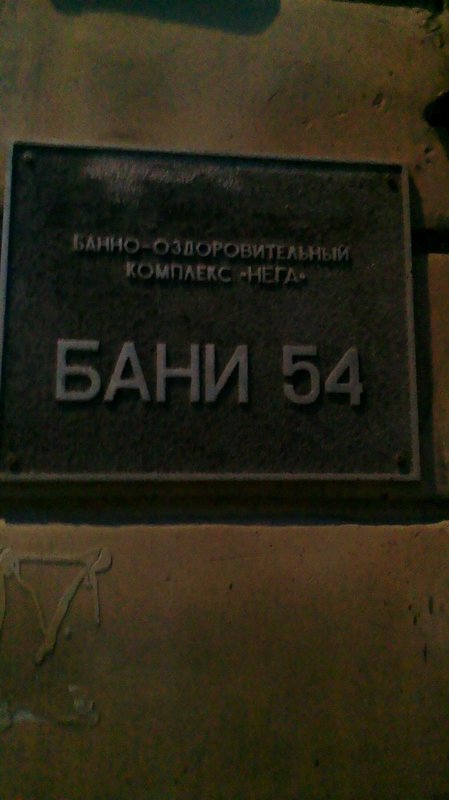 БАННО-ОЗДОРОВИТЕЛЬНЫЙ
КОМПЛЕКС «НЕГА»
БАНИ 54